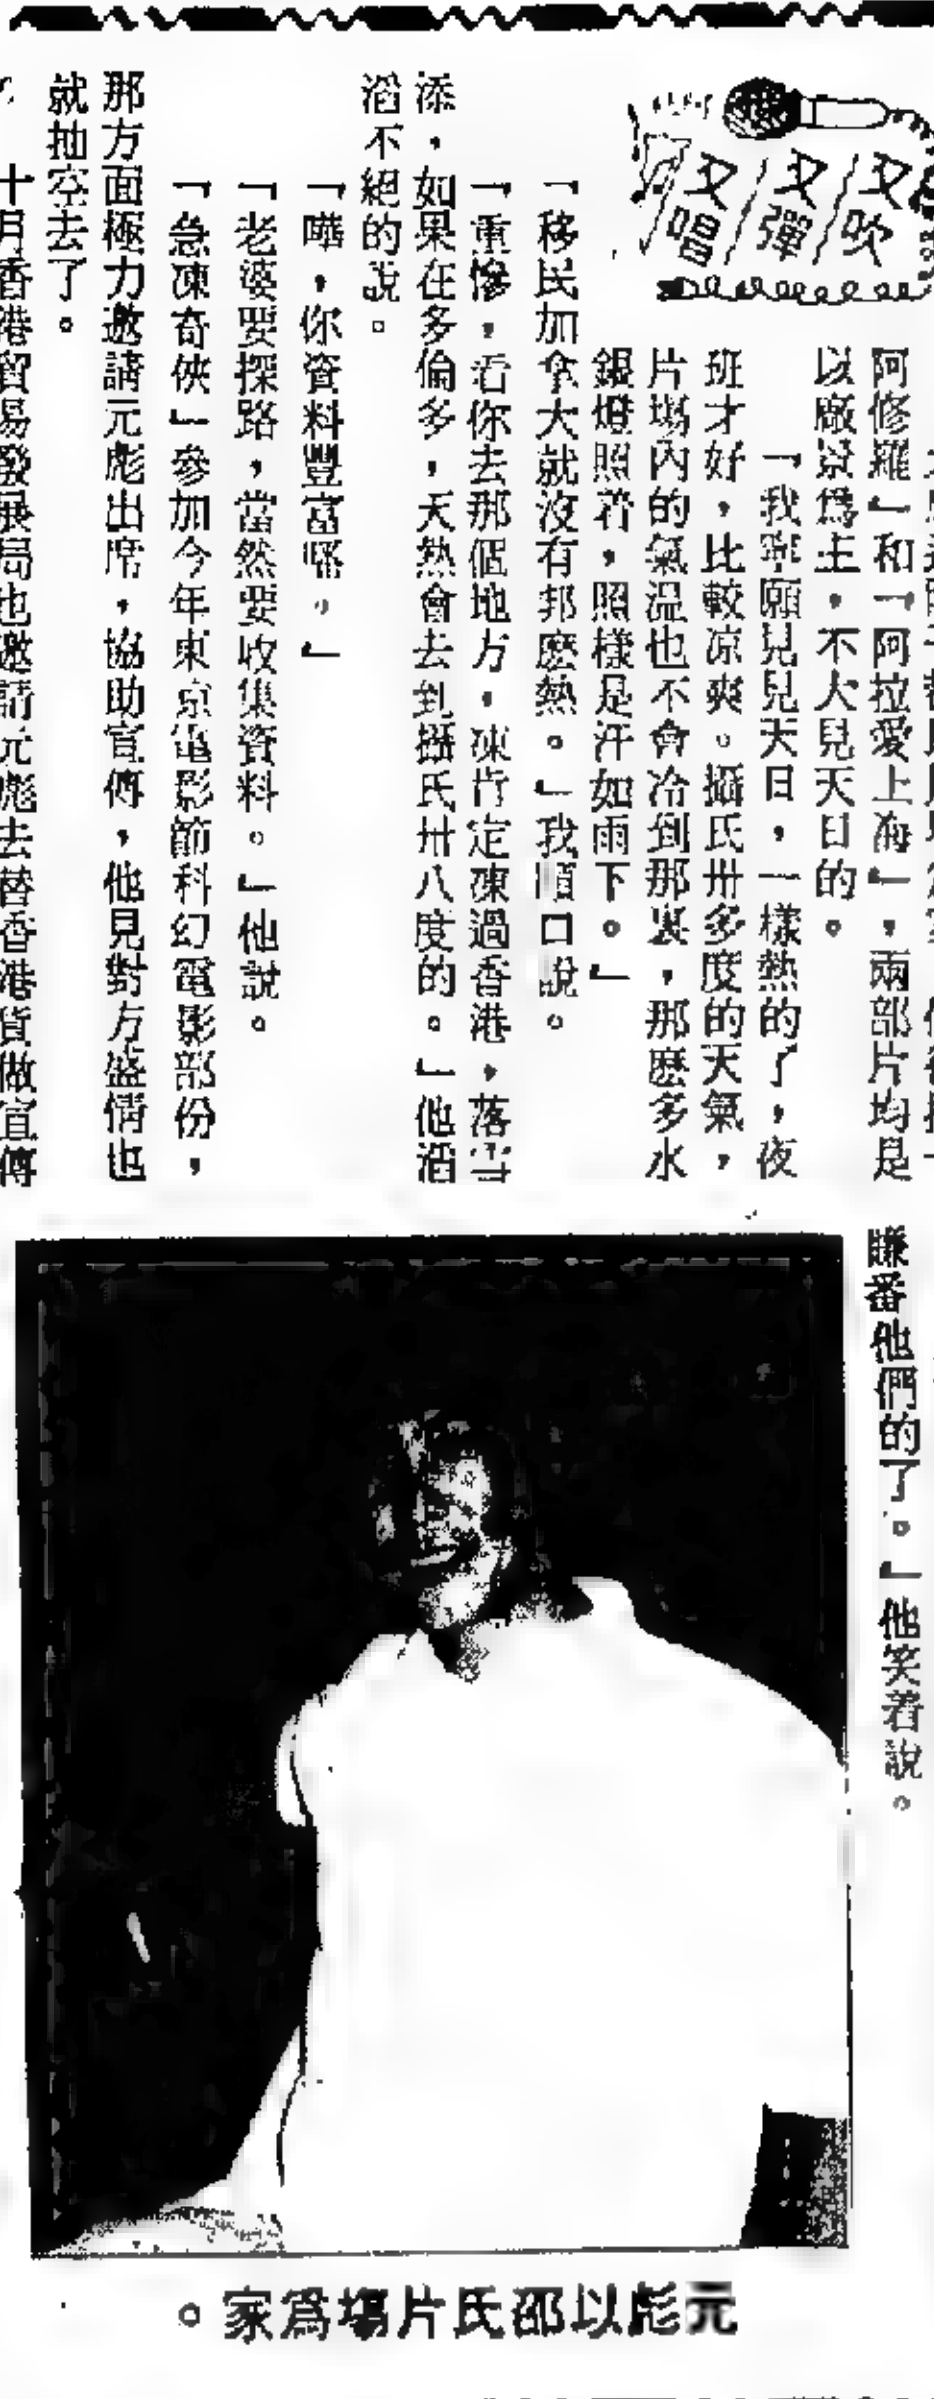 又吹
又彈
又唱
阿修羅」和「阿拉愛上海」，兩部片均是
以廠景為主，不大見天日的。
「我寧願見見天日，一樣熱的了，夜
班才好，比較凉爽。攝氏卅多度的天氣，
片場內的氣温也不會冷到那裏，那麽多水
銀燈照着，照樣是汗如雨下。」
「移民加拿大就沒有那麽熱。」我順口說。
「重慘，看你去那個地方，凍肯定凍過香港，落雪
添，如果在多倫多，天熱會去到攝氏卅八度的。」他滔
滔不絕的說。
「嘩，你資料豐富喎。」
「老婆要探路，當然要收集資料。」他說。
「急凍奇俠」參加今年東京電影節科幻電影部份，
那方面極力邀請元彪出席，協助宣傳，他見對方盛情也
就抽空去了。
十月香港貿易發展局也邀請元彪去替香港貨做宣傳
賺番他們的了。」他笑着說。
元彪以邵氏片場爲家。